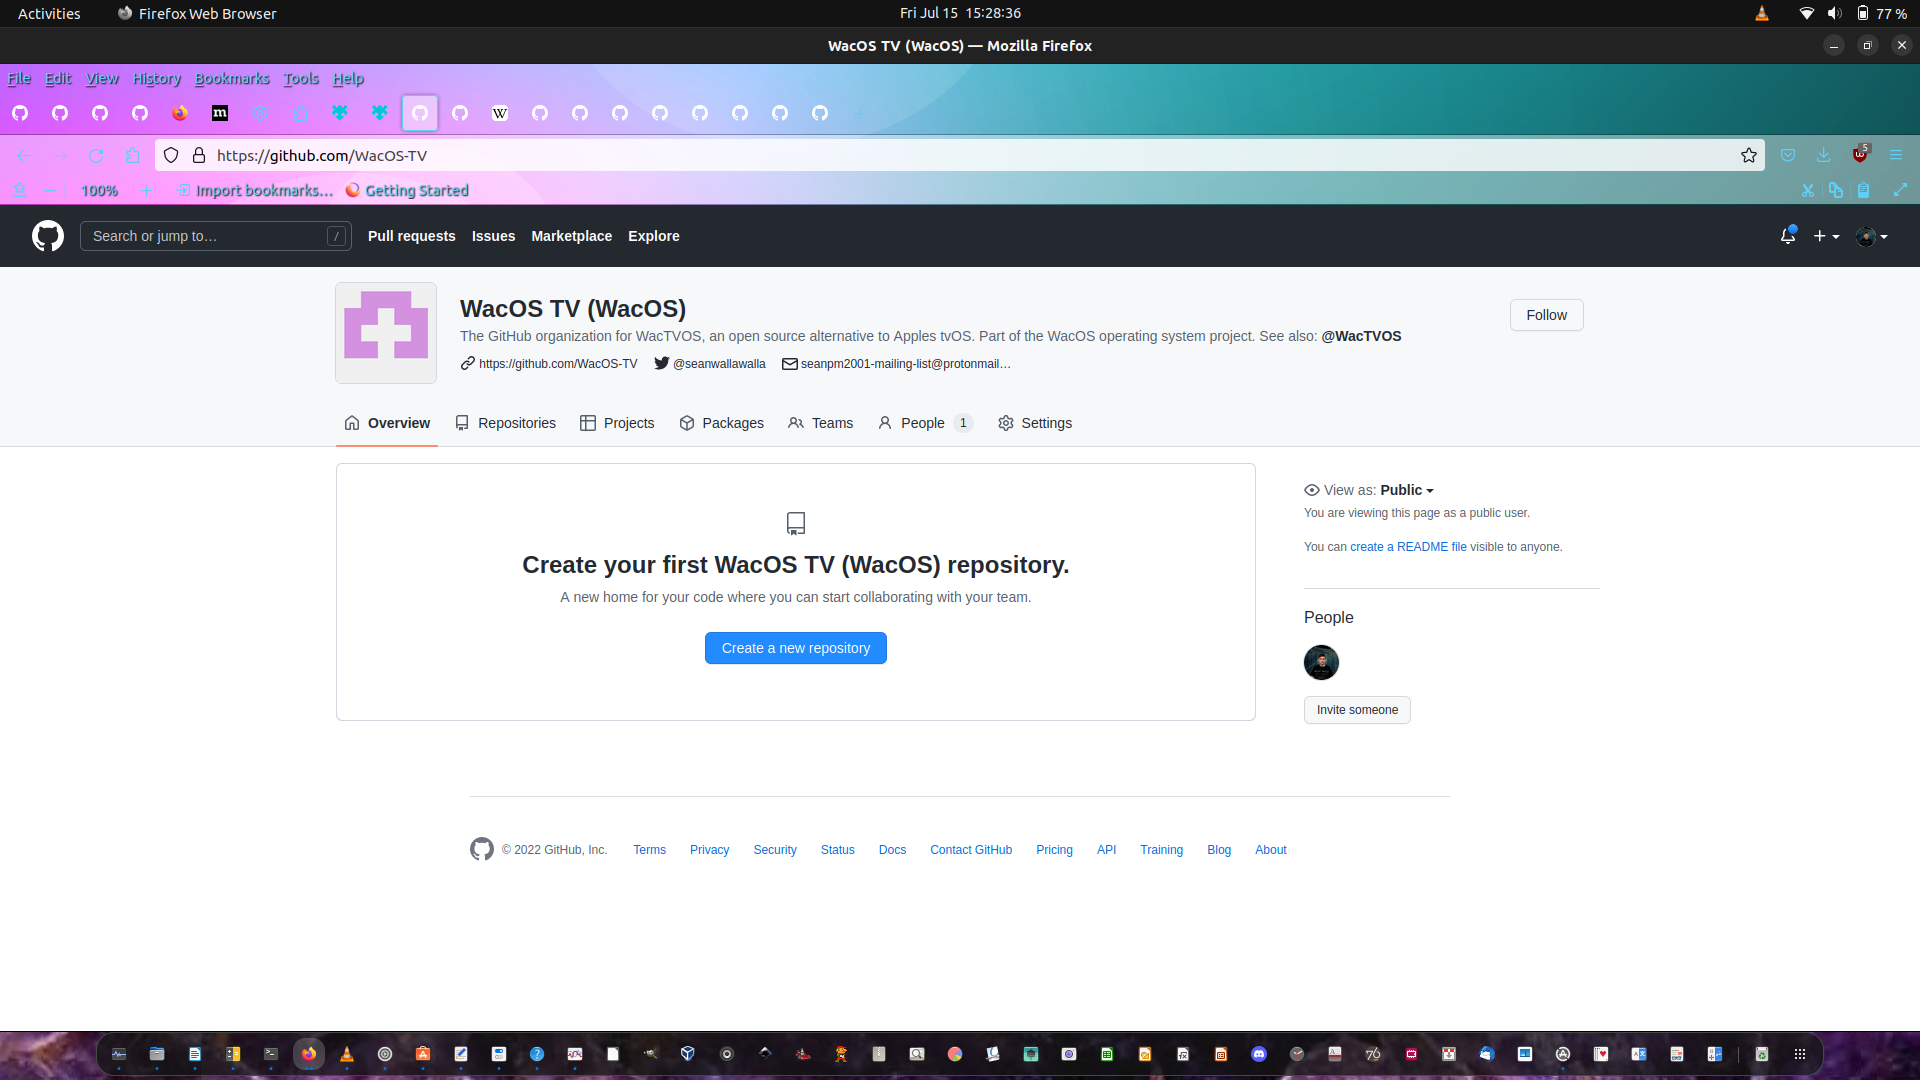 Activities Firefox Web Browser Fri Jul 15 15:28:36 77 %
WacOS TV (WacOS) — Mozilla Firefox
File Edit View History Bookmarks Tools Help
https://github.com/WacOS-TV 5
100% Import bookmarks... Getting Started
Search or jump to... / Pull requests Issues Marketplace Explore
WacOS TV (WacOS)
Follow
The GitHub organization for WacTVOS, an open source alternative to Apples tvOS. Part of the WacOS operating system project. See also: @WacTVOS
https://github.com/WacOS-TV @seanwallawalla seanpm2001-mailing-list@protonmail...
Overview Repositories Projects Packages Teams People 1 Settings
View as: Public
You are viewing this page as a public user.
You can create a README file visible to anyone.
Create your first WacOS TV (WacOS) repository.
A new home for your code where you can start collaborating with your team.
Create a new repository
People
Invite someone
© 2022 GitHub, Inc. Terms Privacy Security Status Docs Contact GitHub Pricing API Training Blog About